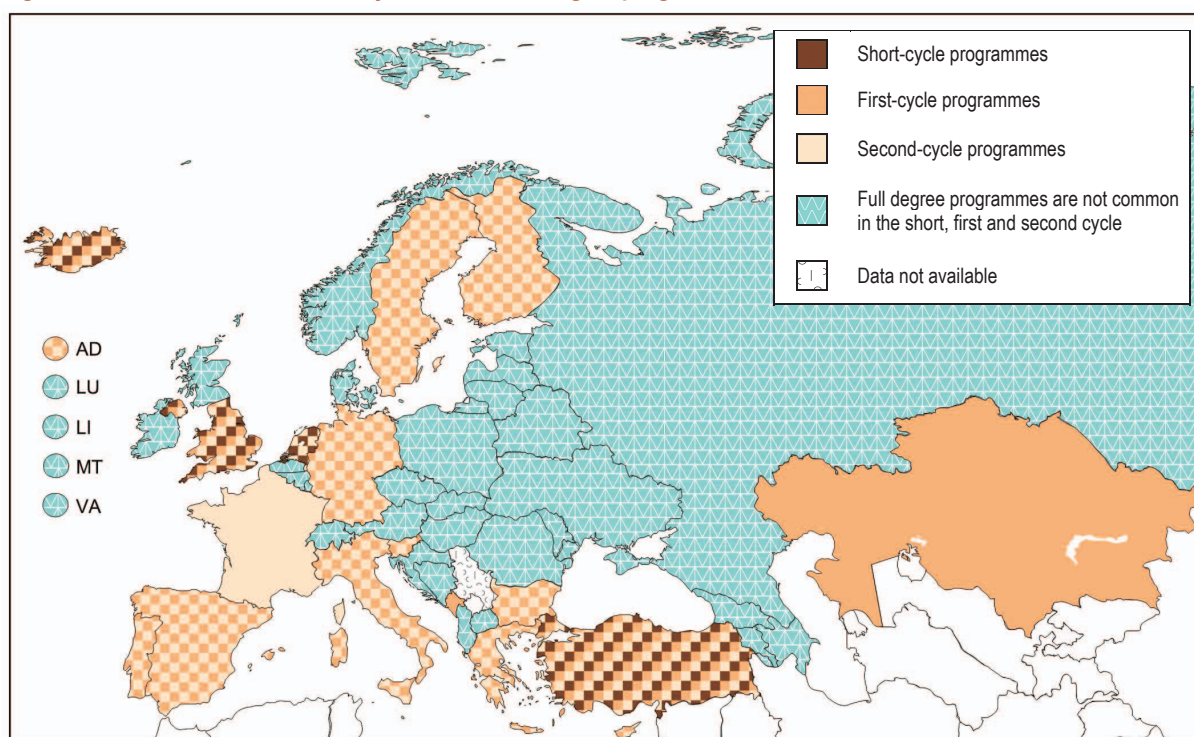 Short-cycle programmes
First-cycle programmes
Second-cycle programmes
Full degree programmes are not common
in the short, first and second cycle
Data not available
AD
LU
LI
MT
VA